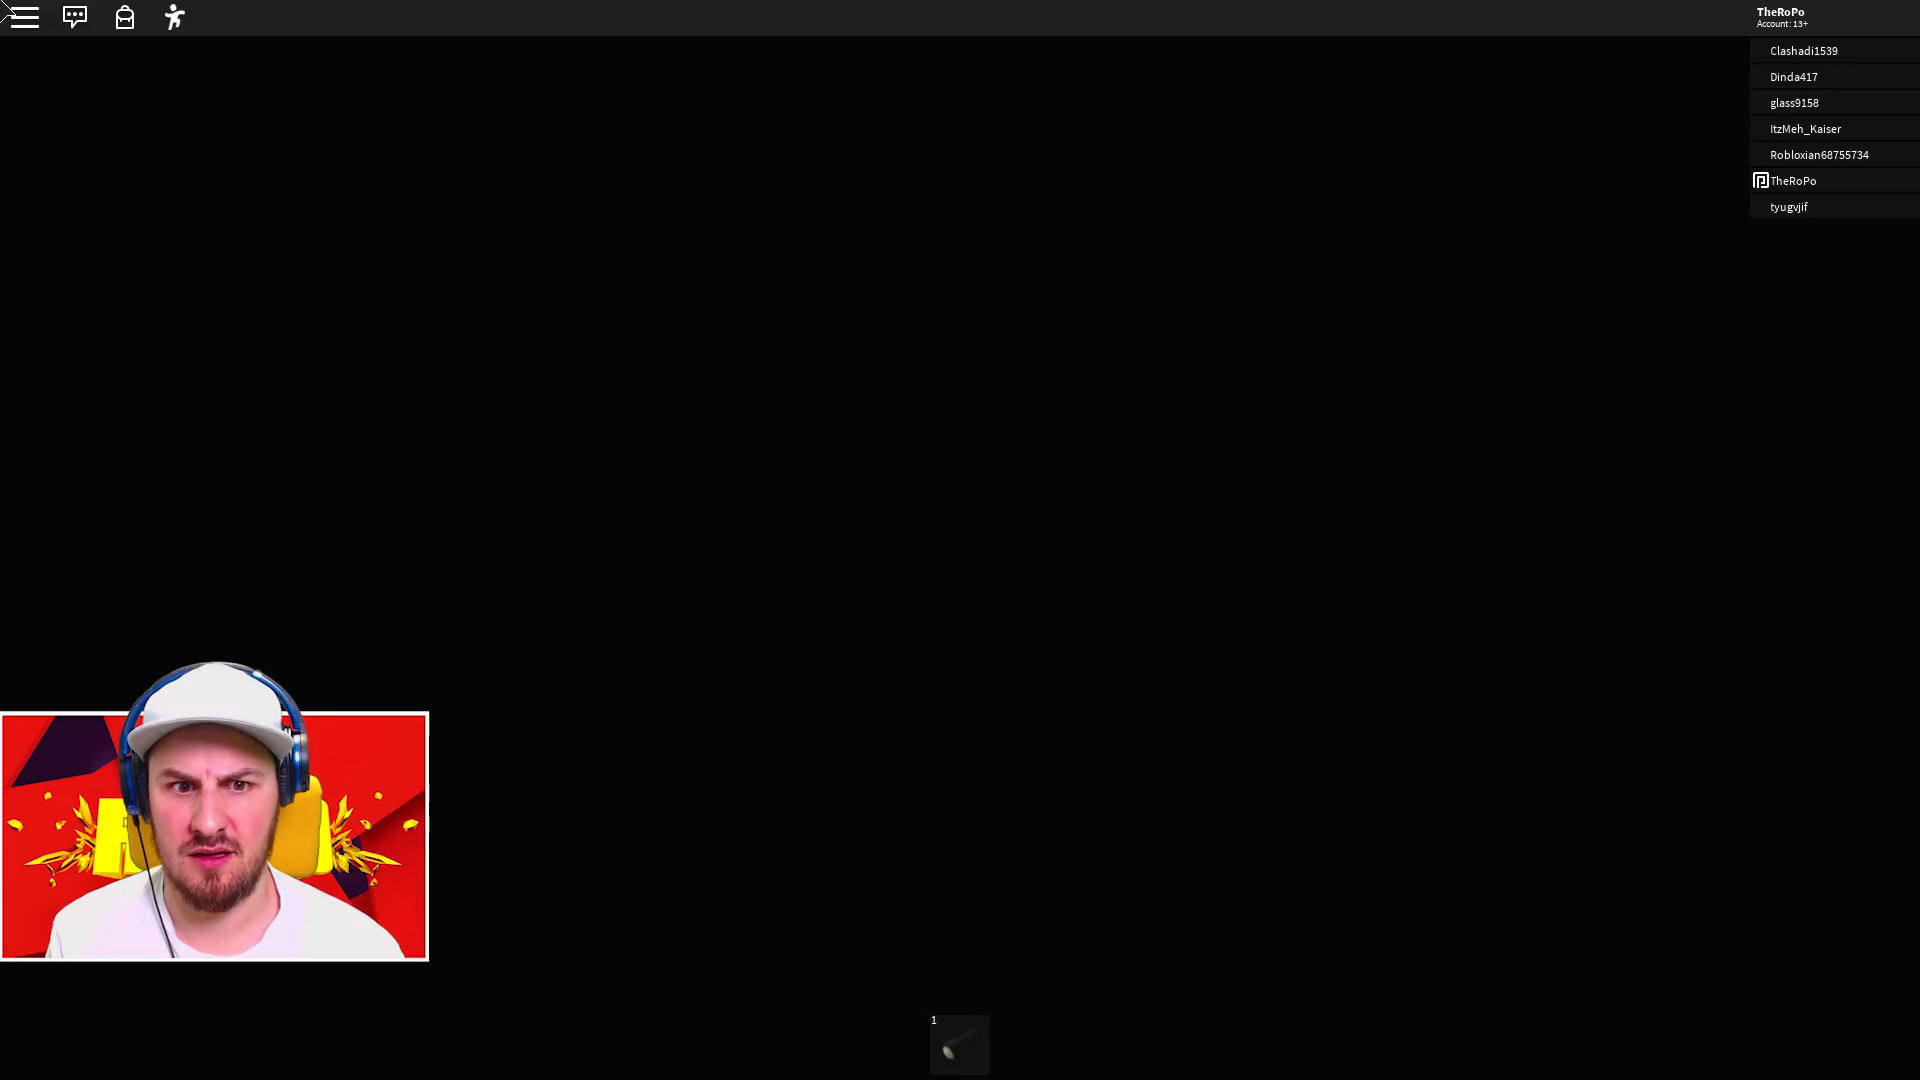 TheRoPo
Account: 13+
Clashadi1539
Dinda417
glass9158
ItzMeh_Kaiser
Robloxian68755734
TheRoPo
tyugvjif
1